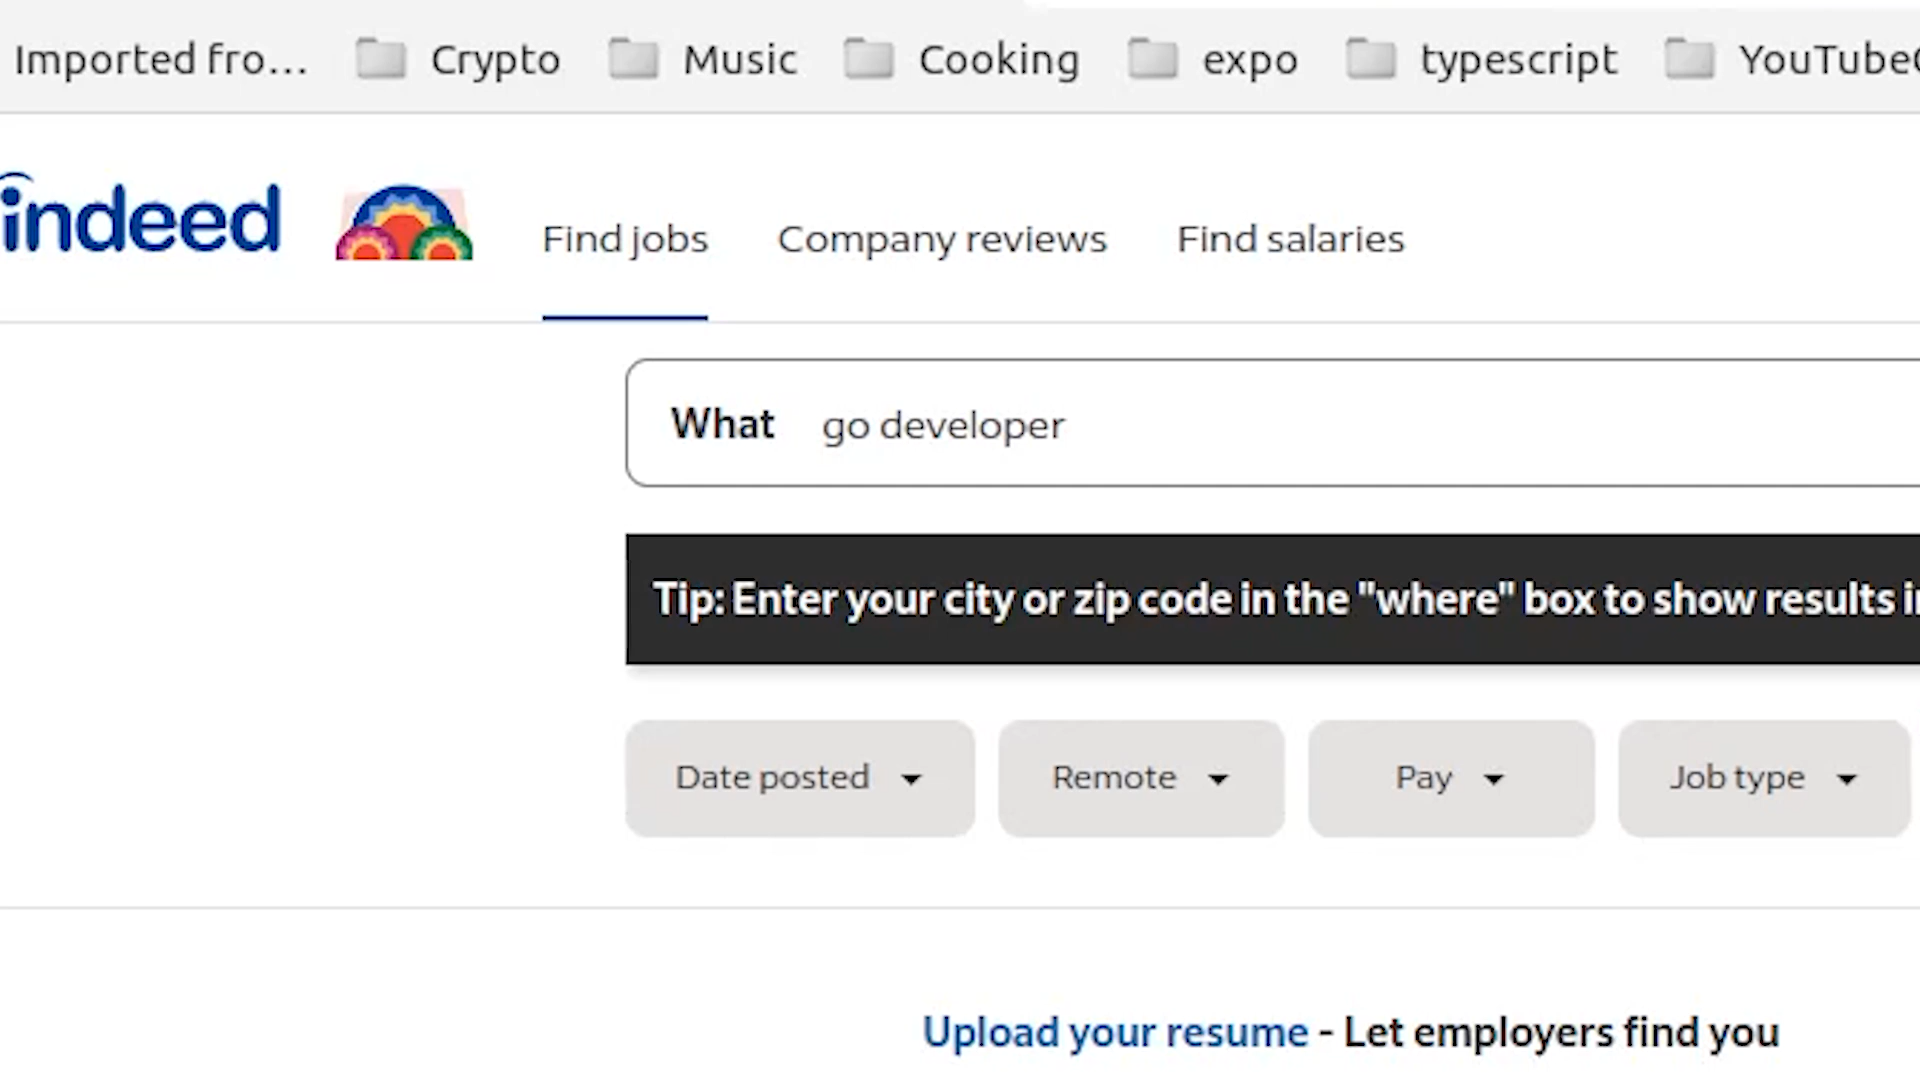 Imported fro... Crypto Music Cooking expo typescript YouTube
indeed Find jobs Company reviews Find salaries
What go developer
Tip: Enter your city or zip code in the "where" box to show results
Date posted Remote Pay Job type
Upload your resume - Let employers find you